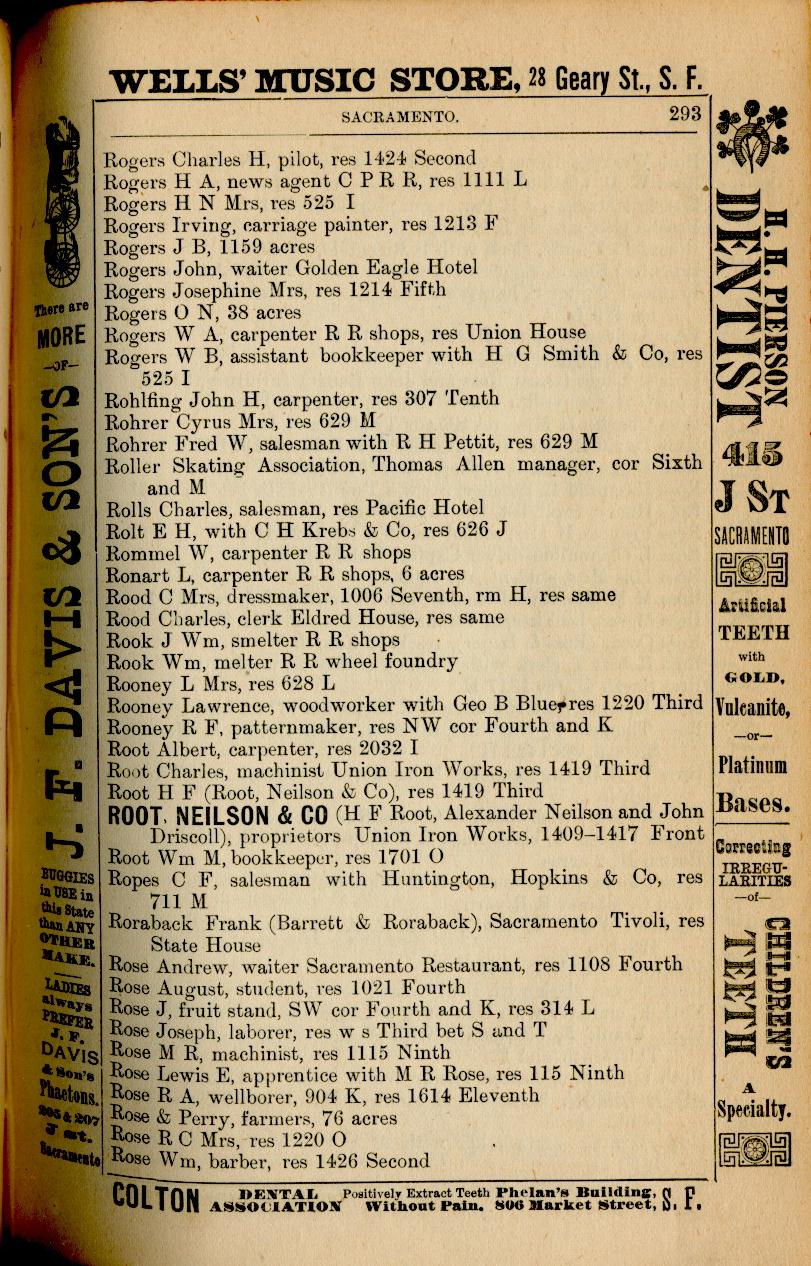 WELLS' MUSIC STORE, 28 Geary St., S. F.
SACRAMENTO.
293
Rogers Charles H, pilot, res 1424 Second
Rogers H A, news agent C P R R, res 1111 L
Rogers H N Mrs, res 525 I
Rogers Irving, carriage painter, res 1213 F
Rogers J B, 1159 acres
Rogers John, waiter Golden Eagle Hotel
Rogers Josephine Mrs, res 1214 Fifth
Rogers O N, 38 acres
Rogers W A, carpenter R R shops, res Union House
Rogers W B, assistant bookkeeper with H G Smith & Co, res
525 I
Rohlfing John H, carpenter, res 307 Tenth
Rohrer Cyrus Mrs, res 629 M
Rohrer Fred W, salesman with R H Pettit, res 629 M
Roller Skating Association, Thomas Allen manager, cor Sixth
and M
Rolls Charles, salesman, res Pacific Hotel
Rolt E H, with C H Krebs & Co, res 626 J
Rommel W, carpenter R R shops
Ronart L, carpenter R R shops, 6 acres
Rood C Mrs, dressmaker, 1006 Seventh, rm H, res same
Rood Charles, clerk Eldred House, res same
Rook J Wm, smelter R R shops
Rook Wm, melter R R wheel foundry
Rooney L Mrs, res 628 L
Rooney Lawrence, woodworker with Geo B Blue, res 1220 Third
Rooney R F, patternmaker, res NW cor Fourth and K
Root Albert, carpenter, res 2032 I
Root Charles, machinist Union Iron Works, res 1419 Third
Root H F (Root, Neilson & Co), res 1419 Third
ROOT, NEILSON & CO (H F Root, Alexander Neilson and John
Driscoll), proprietors Union Iron Works, 1409-1417 Front
Root Wm M, bookkeeper, res 1701 O
Ropes C F, salesman with Huntington, Hopkins & Co, res
711 M
Roraback Frank (Barrett & Roraback), Sacramento Tivoli, res
State House
Rose Andrew, waiter Sacramento Restaurant, res 1108 Fourth
Rose August, student, res 1021 Fourth
Rose J, fruit stand, SW cor Fourth and K, res 314 L
Rose Joseph, laborer, res w s Third bet S and T
Rose M R, machinist, res 1115 Ninth
Rose Lewis E, apprentice with M R Rose, res 115 Ninth
Rose R A, wellborer, 904 K, res 1614 Eleventh
Rose & Perry, farmers, 76 acres
Rose R C Mrs, res 1220 O
Rose Wm, barber, res 1426 Second
There are
MORE
—OF—
J. F. DAVIS & SON'S
BUGGIES
in USE in
this State
than ANY
OTHER
MAKE.
LADIES
always
PREFER
J. F.
DAVIS
& Son's
Phaetons.
205 & 207
J st.
Sacramento
H. H. PIERSON
DENTIST
415
J ST
SACRAMENTO
Artificial
TEETH
with
GOLD,
Vulcanite,
—or—
Platinum
Bases.
Correcting
IRREGU-
LARITIES
—of—
CHILDREN'S
TEETH
A
Specialty.
COLTON DENTAL ASSOCIATION Positively Extract Teeth Without Pain. Phelan's Building, 806 Market Street, S. F.